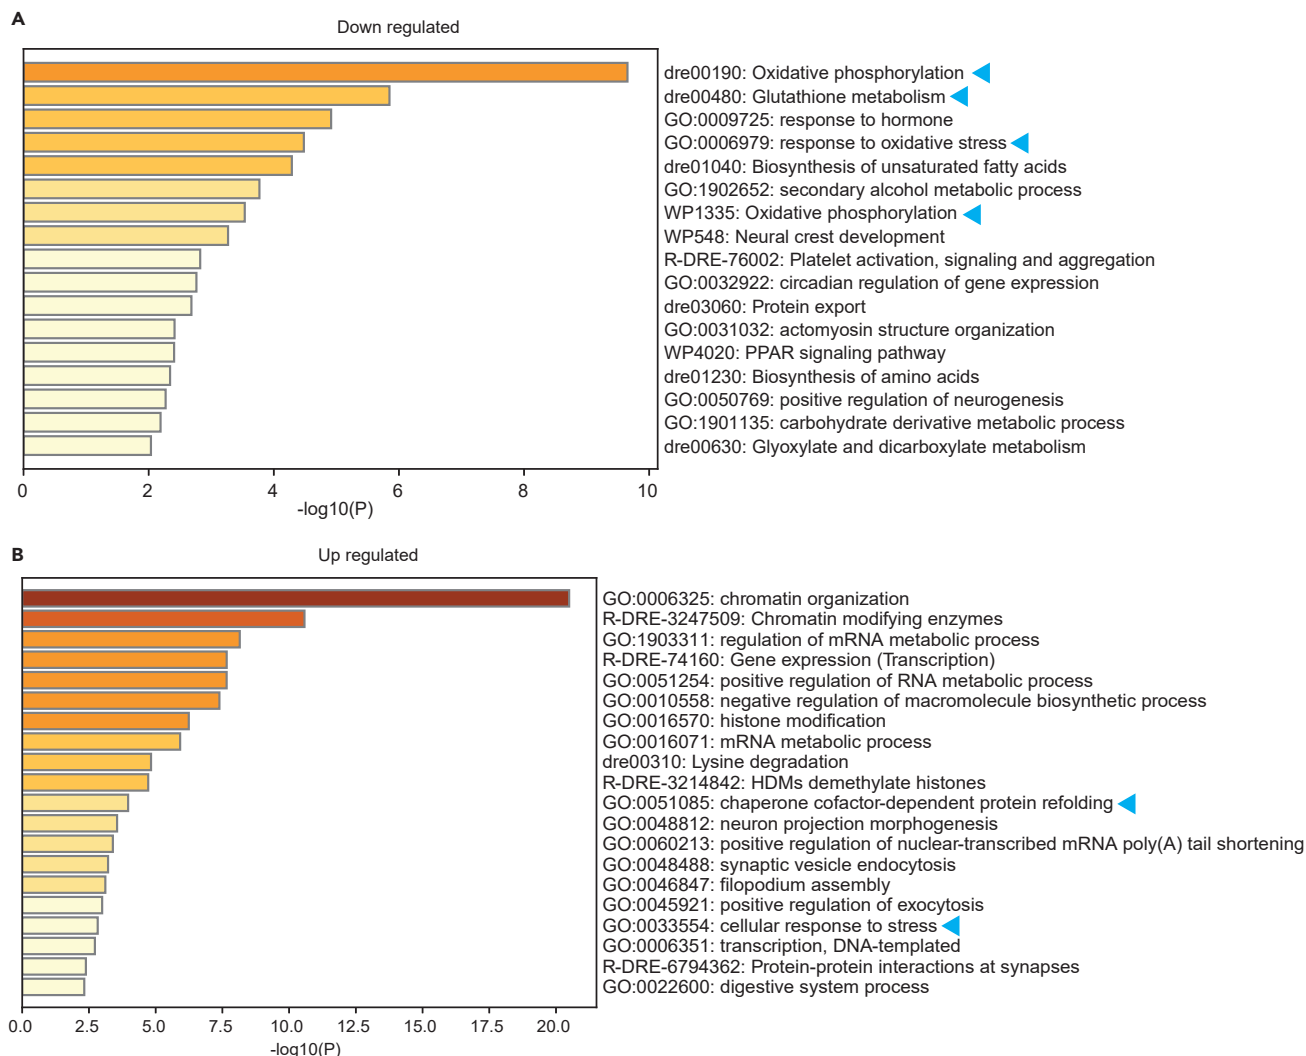 A
Down regulated
dre00190: Oxidative phosphorylation
dre00480: Glutathione metabolism
GO:0009725: response to hormone
GO:0006979: response to oxidative stress
dre01040: Biosynthesis of unsaturated fatty acids
GO:1902652: secondary alcohol metabolic process
WP1335: Oxidative phosphorylation
WP548: Neural crest development
R-DRE-76002: Platelet activation, signaling and aggregation
GO:0032922: circadian regulation of gene expression
dre03060: Protein export
GO:0031032: actomyosin structure organization
WP4020: PPAR signaling pathway
dre01230: Biosynthesis of amino acids
GO:0050769: positive regulation of neurogenesis
GO:1901135: carbohydrate derivative metabolic process
dre00630: Glyoxylate and dicarboxylate metabolism
0 2 4 6 8 10
-log10(P)
B
Up regulated
GO:0006325: chromatin organization
R-DRE-3247509: Chromatin modifying enzymes
GO:1903311: regulation of mRNA metabolic process
R-DRE-74160: Gene expression (Transcription)
GO:0051254: positive regulation of RNA metabolic process
GO:0010558: negative regulation of macromolecule biosynthetic process
GO:0016570: histone modification
GO:0016071: mRNA metabolic process
dre00310: Lysine degradation
R-DRE-3214842: HDMs demethylate histones
GO:0051085: chaperone cofactor-dependent protein refolding
GO:0048812: neuron projection morphogenesis
GO:0060213: positive regulation of nuclear-transcribed mRNA poly(A) tail shortening
GO:0048488: synaptic vesicle endocytosis
GO:0046847: filopodium assembly
GO:0045921: positive regulation of exocytosis
GO:0033554: cellular response to stress
GO:0006351: transcription, DNA-templated
R-DRE-6794362: Protein-protein interactions at synapses
GO:0022600: digestive system process
0.0 2.5 5.0 7.5 10.0 12.5 15.0 17.5 20.0
-log10(P)